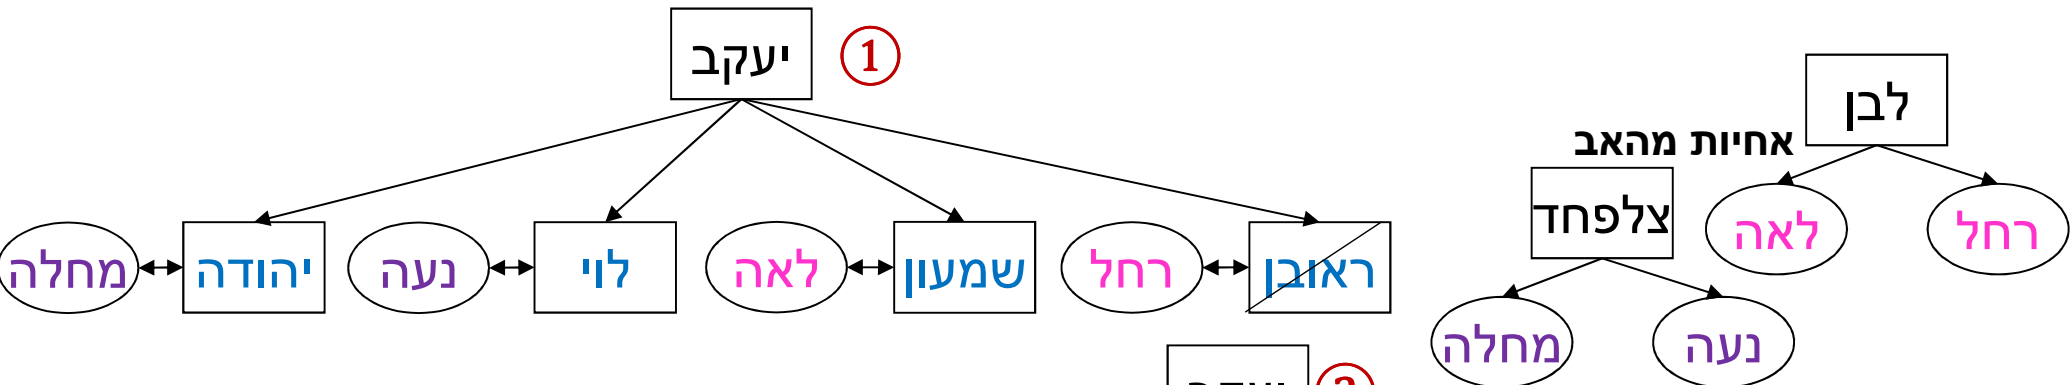 יעקב ①
לבן
אחיות מהאב
צלפחד
רחל
לאה
ראובן
רחל
שמעון
לאה
לוי
נעה
יהודה
מחלה
נעה
מחלה